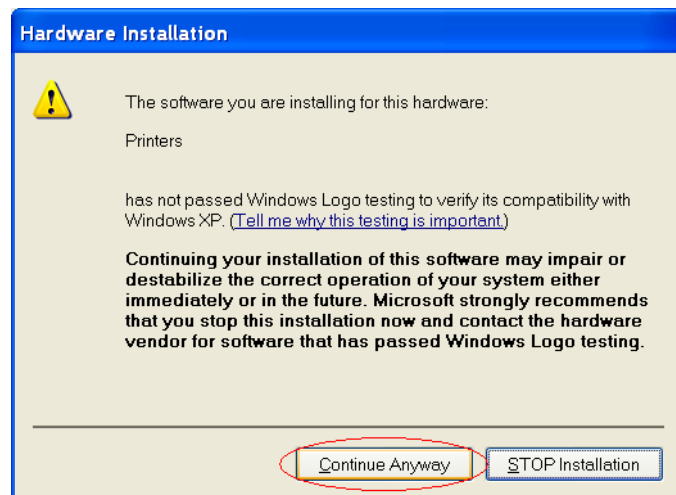 Hardware Installation
The software you are installing for this hardware:
Printers
has not passed Windows Logo testing to verify its compatibility with
Windows XP. (Tell me why this testing is important.)
Continuing your installation of this software may impair or
destabilize the correct operation of your system either
immediately or in the future. Microsoft strongly recommends
that you stop this installation now and contact the hardware
vendor for software that has passed Windows Logo testing.
Continue Anyway STOP Installation